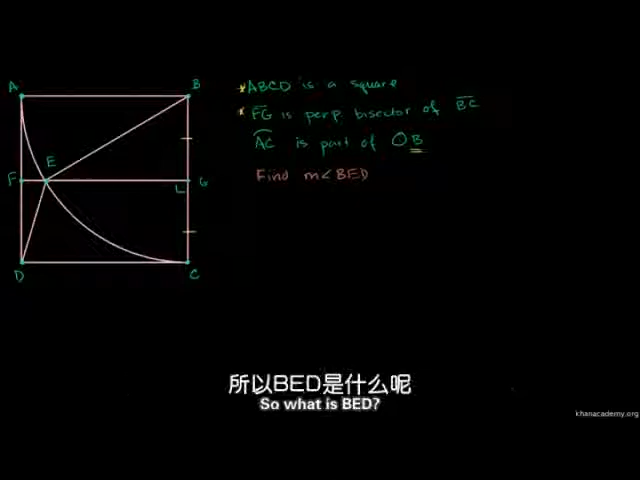 A B
*ABCD is a square
* FG is perp. bisector of BC
AC is part of ⊙B
E
Find m<BED
F L G
D C
所以BED是什么呢
So what is BED?
khanacademy.org